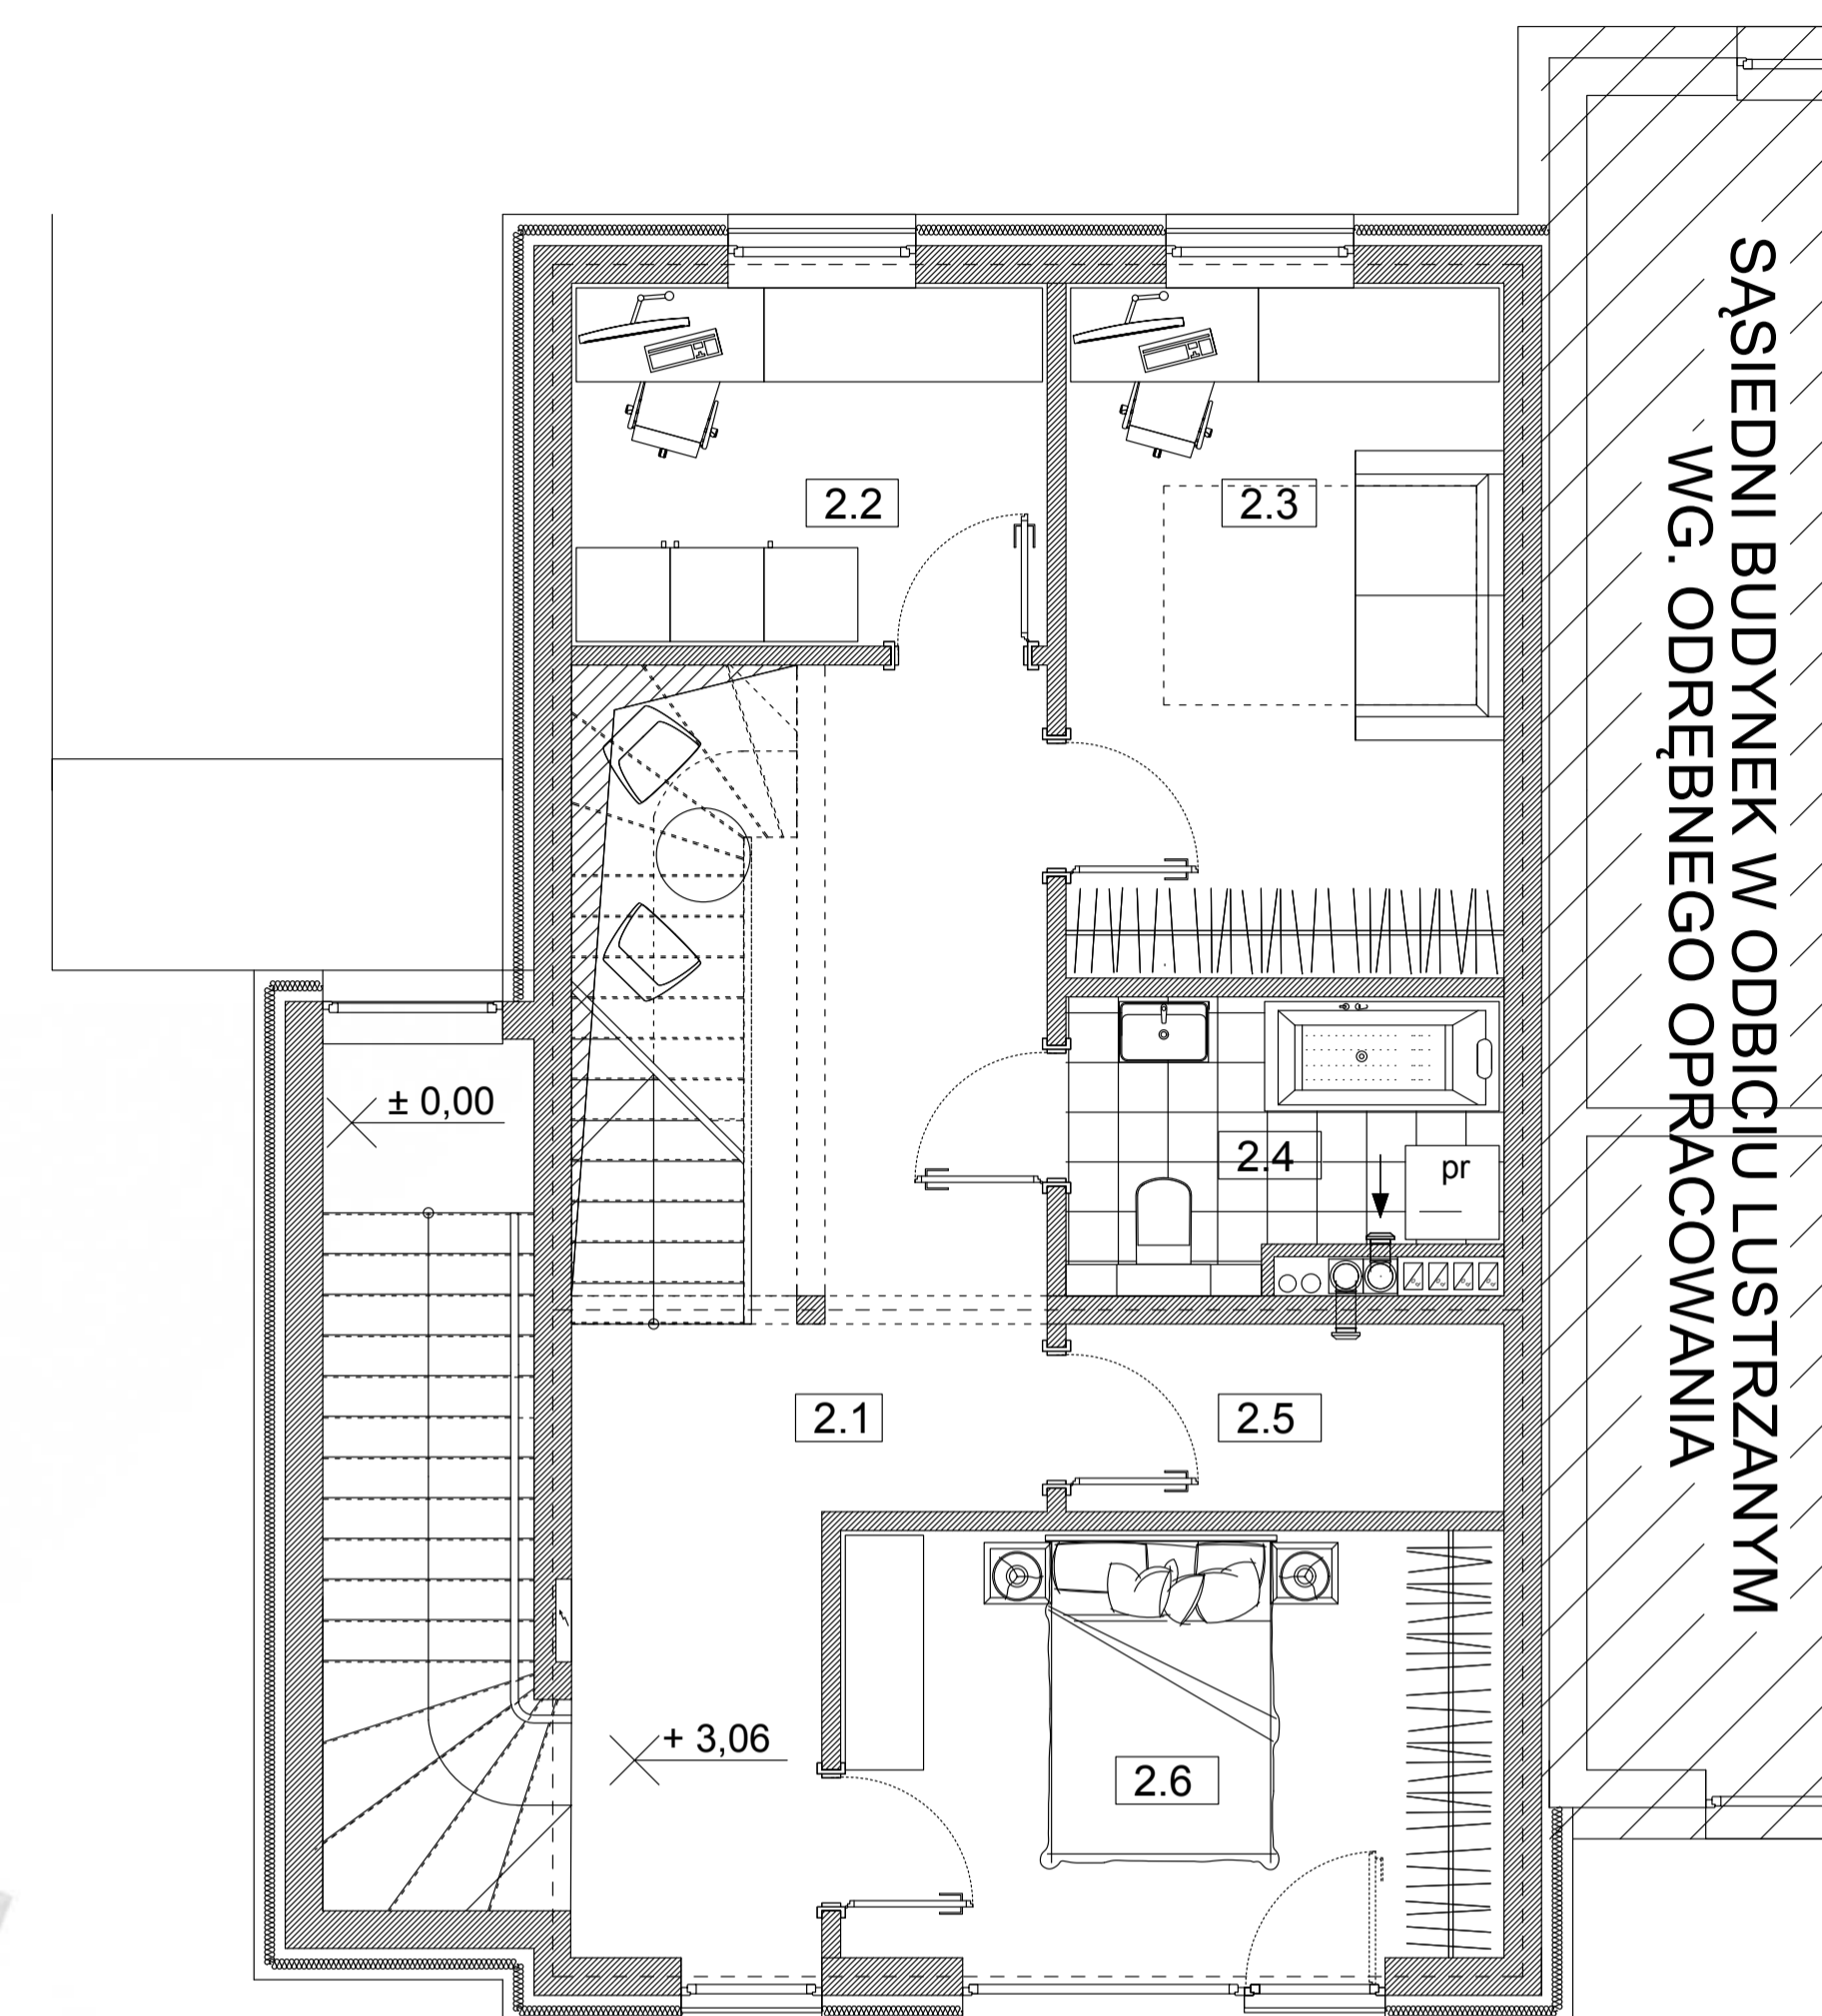 2.2
2.3
± 0,00
2.4
pr
2.1
2.5
+ 3,06
2.6
SĄSIEDNI BUDYNEK W ODBICIU LUSTRZANYM
WG. ODRĘBNEGO OPRACOWANIA